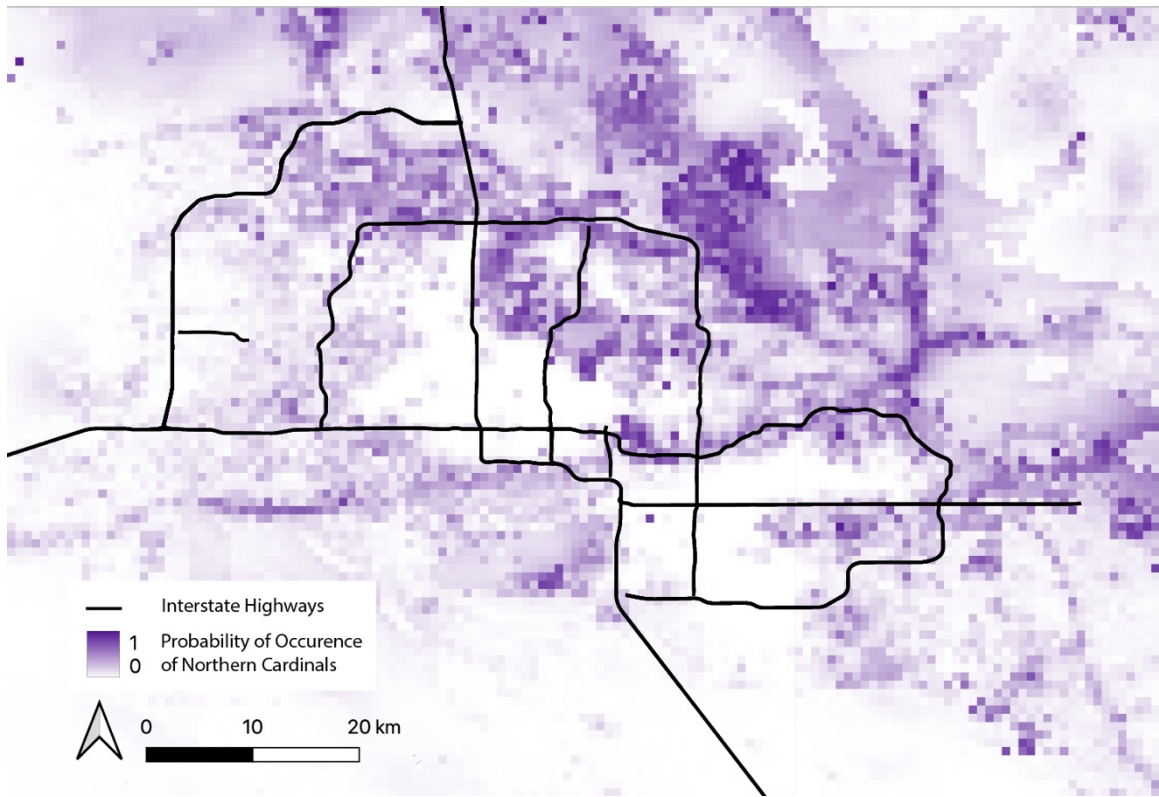 Interstate Highways
1 Probability of Occurence
0 of Northern Cardinals
0 10 20 km